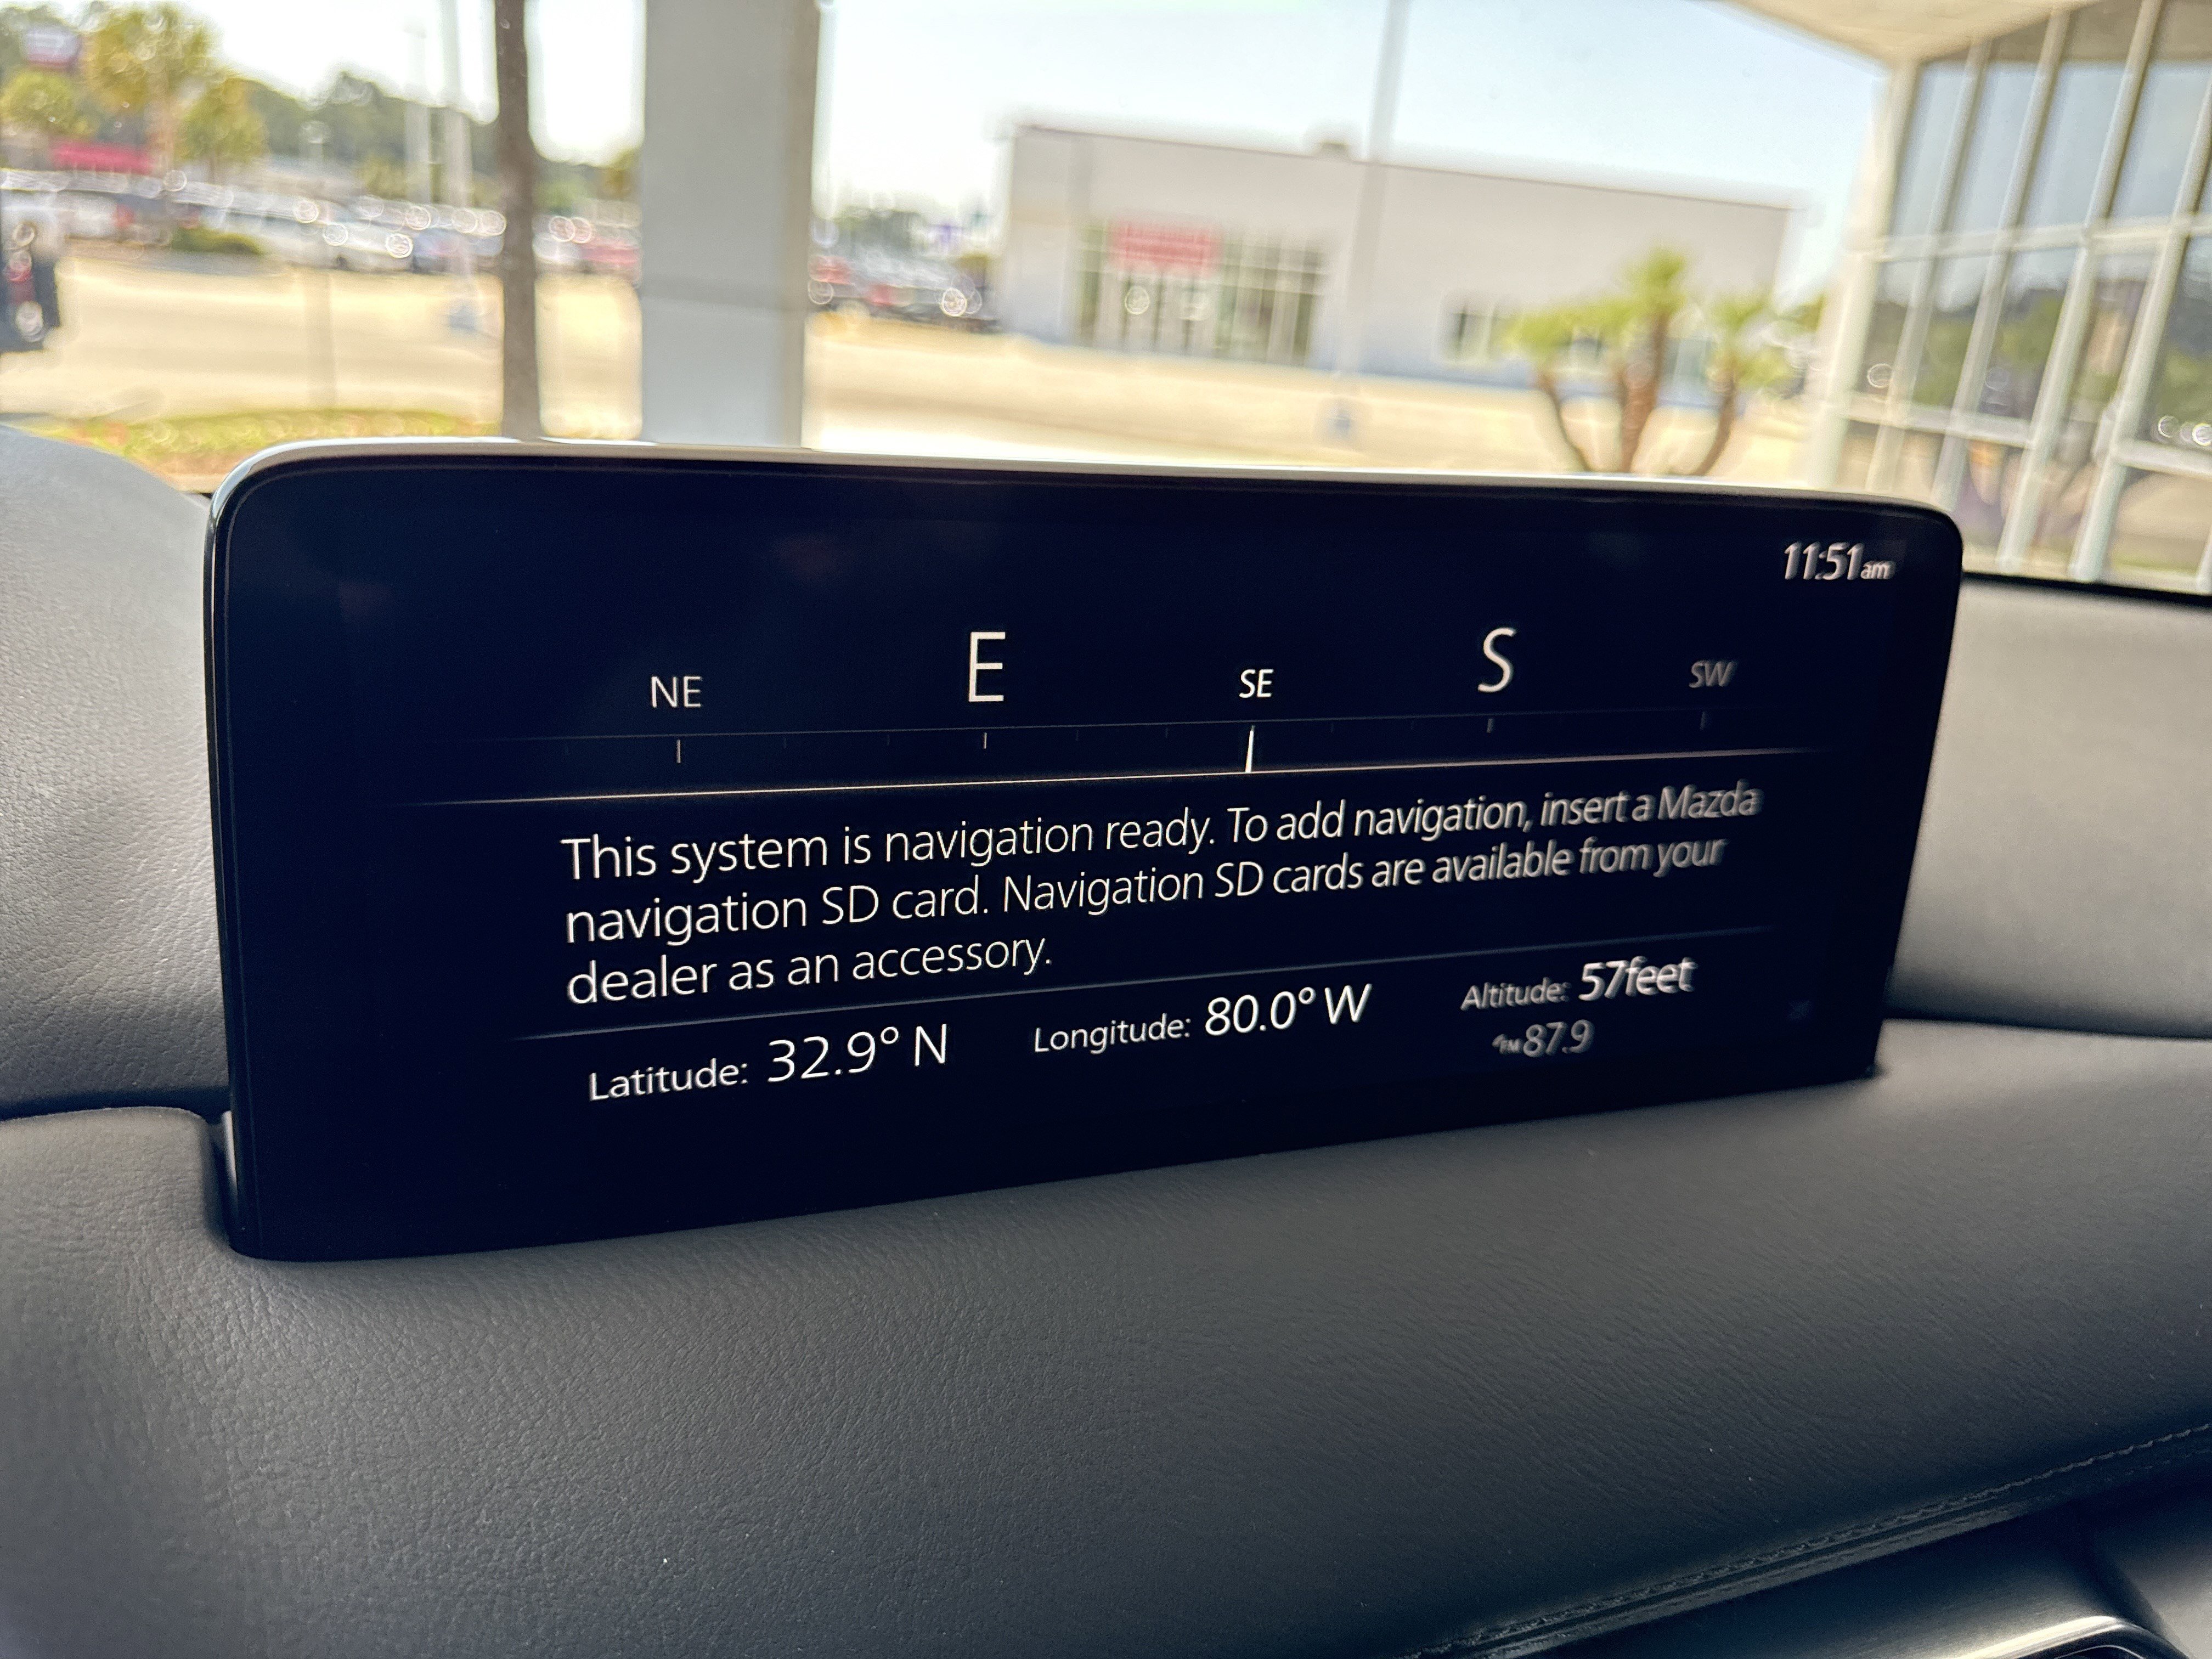 11:51am
NE E SE S SW
This system is navigation ready. To add navigation, insert a Mazda
navigation SD card. Navigation SD cards are available from your
dealer as an accessory.
Latitude: 32.9° N Longitude: 80.0° W Altitude: 57feet
FM 87.9